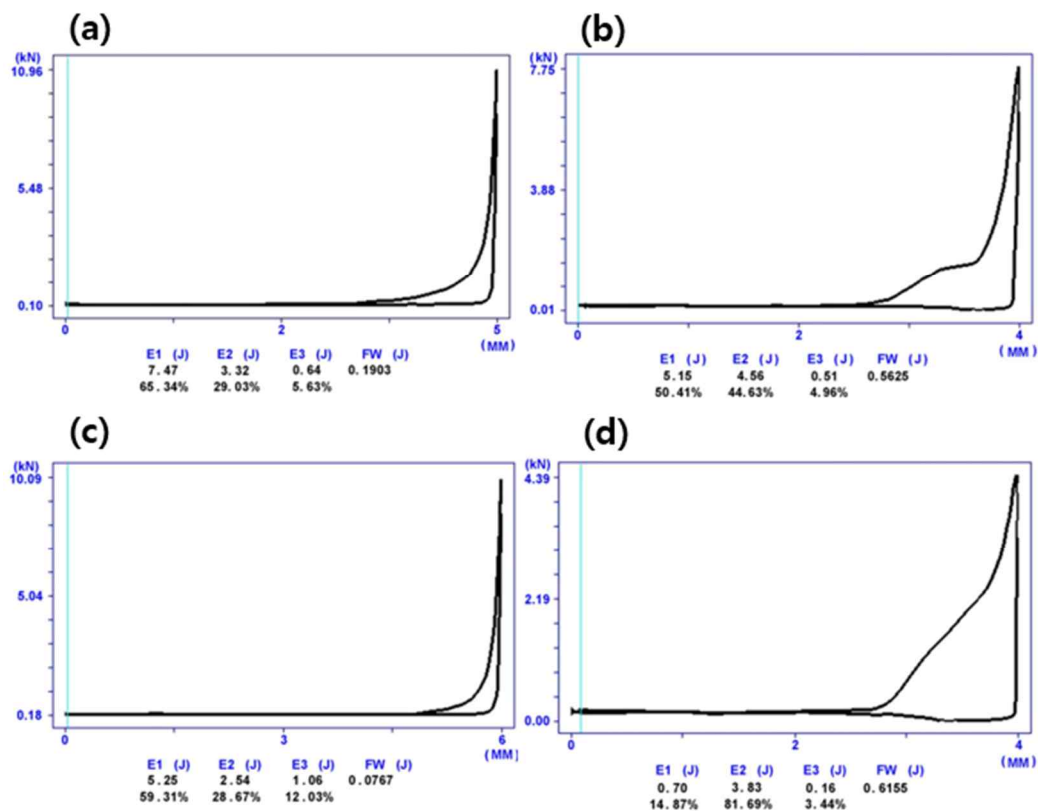 (a)
(kN)
10.96
5.48
0.10
0
2
5
(MM)
E1 (J) E2 (J) E3 (J) FW (J)
7.47 3.32 0.64 0.1903
65.34% 29.03% 5.63%
(b)
(kN)
7.75
3.88
0.01
0
2
4
(MM)
E1 (J) E2 (J) E3 (J) FW (J)
5.15 4.56 0.51 0.5625
50.41% 44.63% 4.96%
(c)
(kN)
10.09
5.04
0.18
0
3
6
(MM)
E1 (J) E2 (J) E3 (J) FW (J)
5.25 2.54 1.06 0.0767
59.31% 28.67% 12.03%
(d)
(kN)
4.39
2.19
0.00
0
2
4
(MM)
E1 (J) E2 (J) E3 (J) FW (J)
0.70 3.83 0.16 0.6155
14.87% 81.69% 3.44%